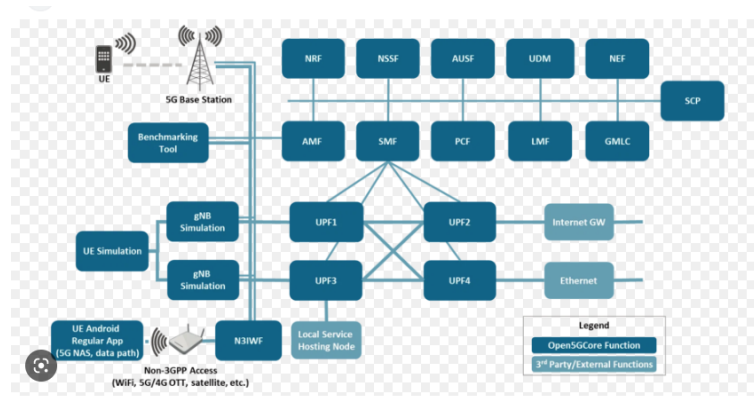 NRF
NSSF
AUSF
UDM
NEF
UE
5G Base Station
SCP
Benchmarking
Tool
AMF
SMF
PCF
LMF
GMLC
gNB
Simulation
UPF1
UPF2
Internet GW
UE Simulation
gNB
Simulation
UPF3
UPF4
Ethernet
UE Android
Regular App
(5G NAS, data path)
N3IWF
Local Service
Hosting Node
Non-3GPP Access
(WiFi, 5G/4G OTT, satellite, etc.)
Legend
Open5GCore Function
3rd Party/External Functions